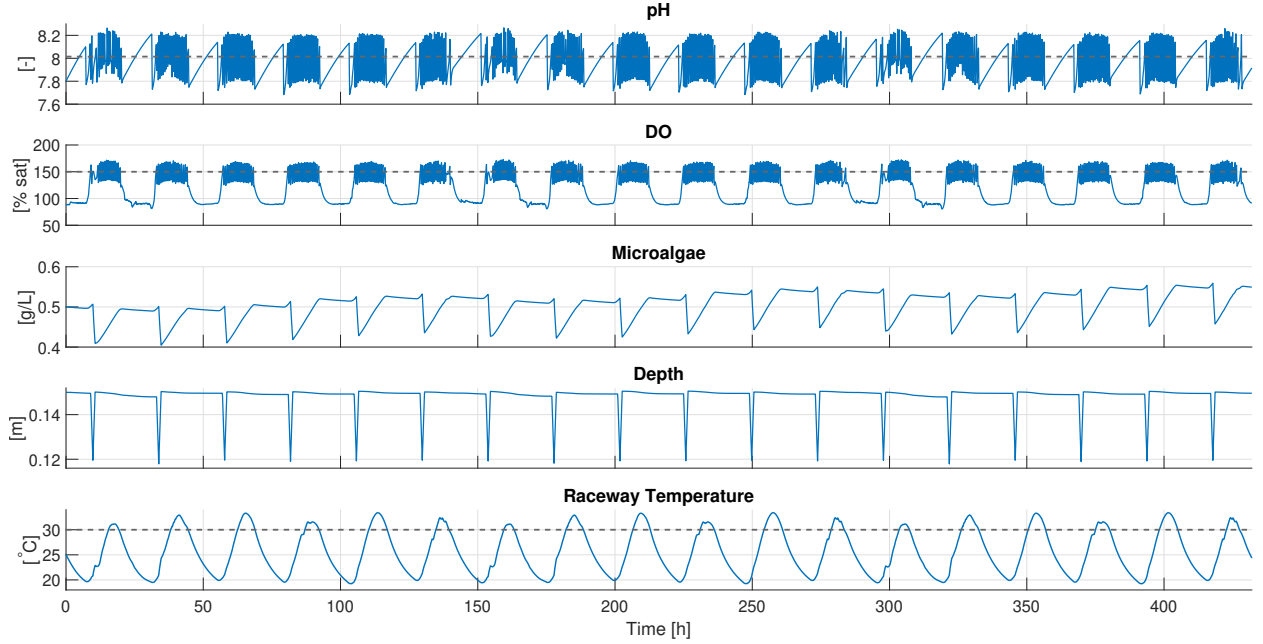 pH
8.2
8
7.8
7.6
[-]
DO
200
150
100
50
[% sat]
Microalgae
0.6
0.5
0.4
[g/L]
Depth
0.14
0.12
[m]
Raceway Temperature
30
25
20
[°C]
0 50 100 150 200 250 300 350 400
Time [h]